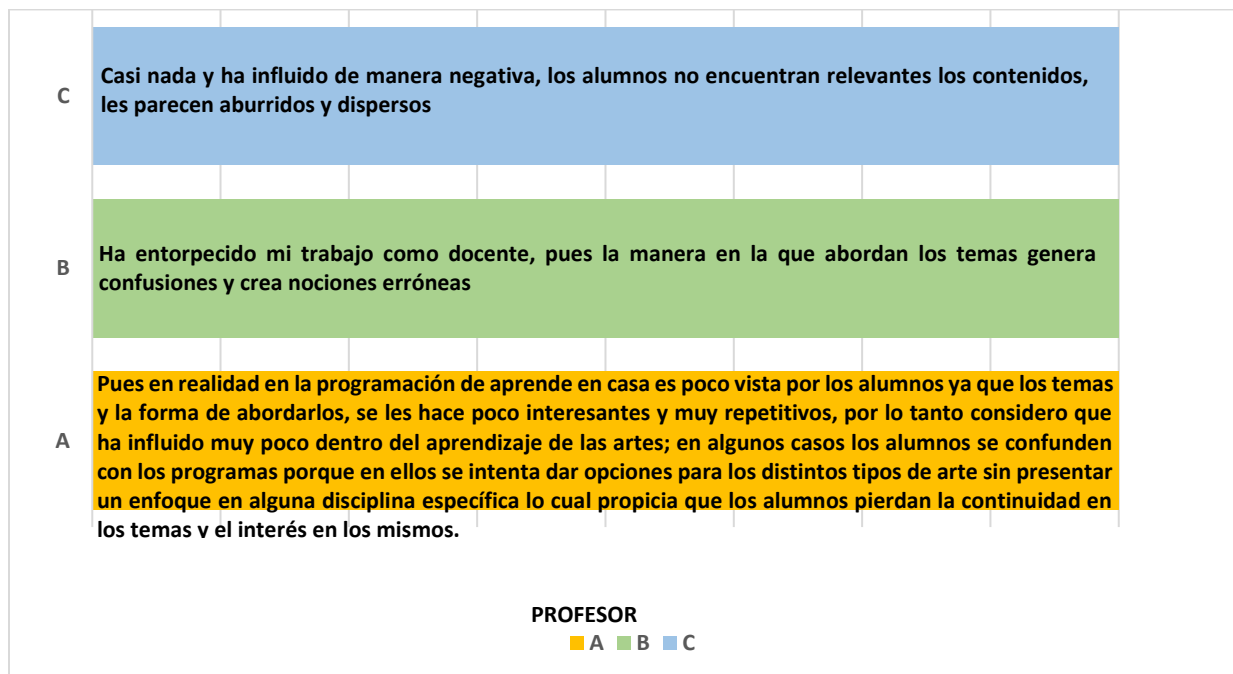 C
Casi nada y ha influido de manera negativa, los alumnos no encuentran relevantes los contenidos,
les parecen aburridos y dispersos
B
Ha entorpecido mi trabajo como docente, pues la manera en la que abordan los temas genera
confusiones y crea nociones erróneas
A
Pues en realidad en la programación de aprende en casa es poco vista por los alumnos ya que los temas
y la forma de abordarlos, se les hace poco interesantes y muy repetitivos, por lo tanto considero que
ha influido muy poco dentro del aprendizaje de las artes; en algunos casos los alumnos se confunden
con los programas porque en ellos se intenta dar opciones para los distintos tipos de arte sin presentar
un enfoque en alguna disciplina específica lo cual propicia que los alumnos pierdan la continuidad en
los temas y el interés en los mismos.
PROFESOR
A B C